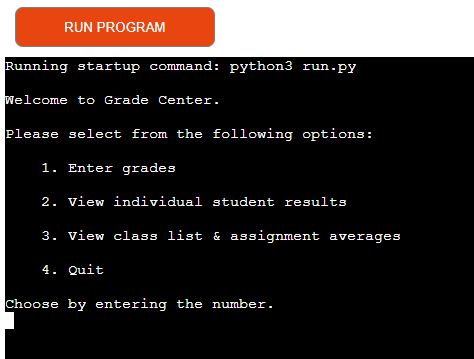 RUN PROGRAM
Running startup command: python3 run.py
Welcome to Grade Center.
Please select from the following options:
1. Enter grades
2. View individual student results
3. View class list & assignment averages
4. Quit
Choose by entering the number.